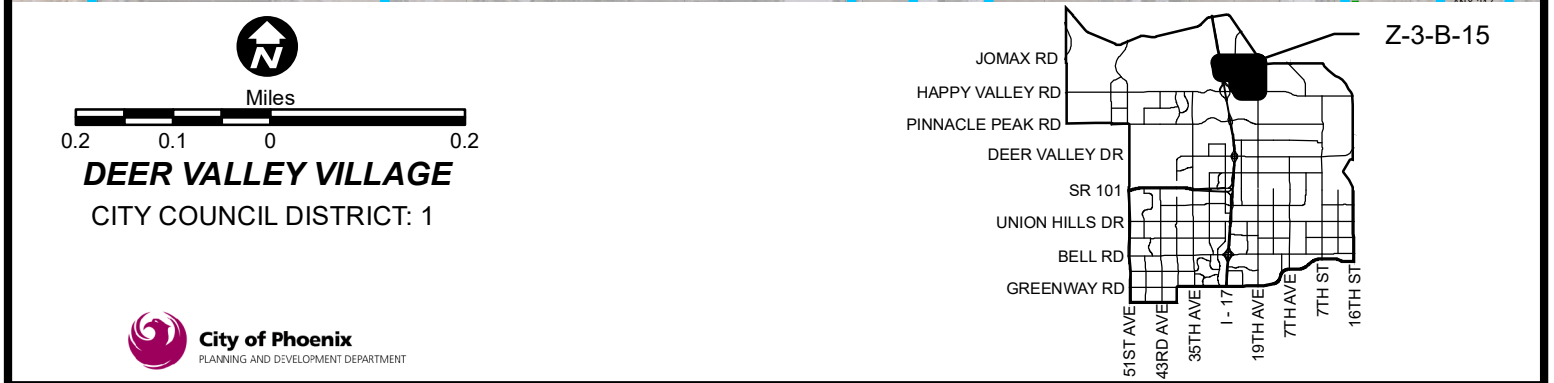 N
Miles
0.2 0.1 0 0.2
DEER VALLEY VILLAGE
CITY COUNCIL DISTRICT: 1
City of Phoenix
PLANNING AND DEVELOPMENT DEPARTMENT
Z-3-B-15
JOMAX RD
HAPPY VALLEY RD
PINNACLE PEAK RD
DEER VALLEY DR
SR 101
UNION HILLS DR
BELL RD
GREENWAY RD
51ST AVE
43RD AVE
35TH AVE
I - 17
19TH AVE
7TH AVE
7TH ST
16TH ST